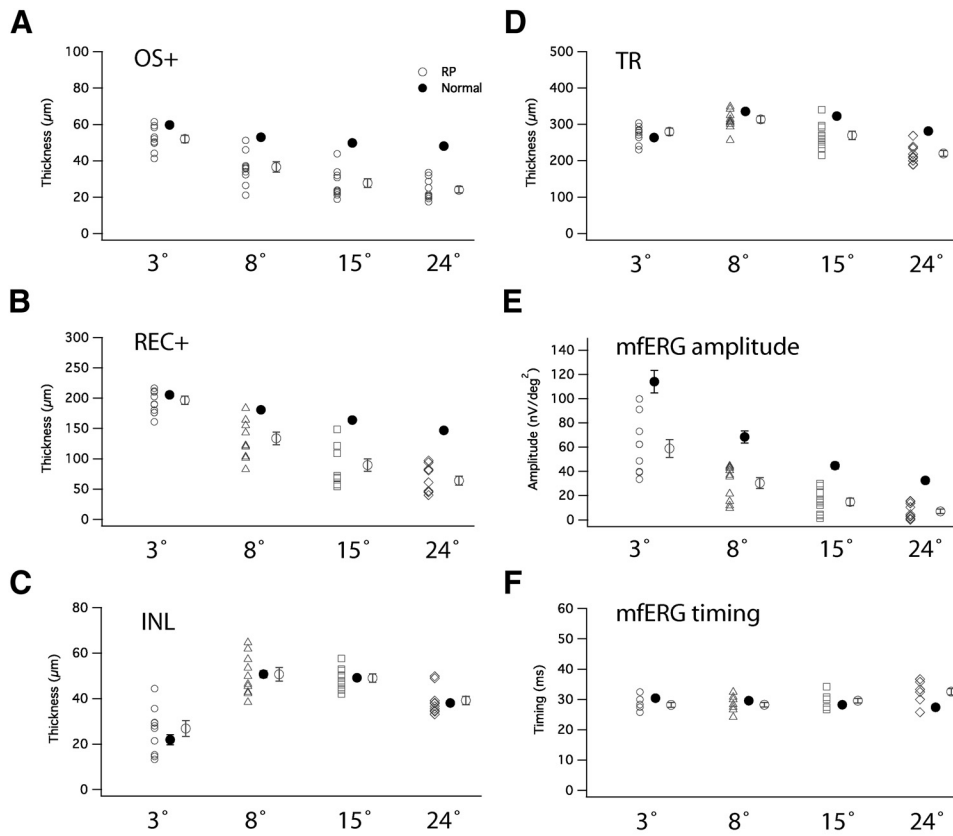 A
OS+
100
80
60
40
20
0
Thickness (µm)
RP
Normal
3° 8° 15° 24°
B
REC+
300
250
200
150
100
50
0
Thickness (µm)
3° 8° 15° 24°
C
INL
80
60
40
20
0
Thickness (µm)
3° 8° 15° 24°
D
TR
500
400
300
200
100
0
Thickness (µm)
3° 8° 15° 24°
E
mfERG amplitude
140
120
100
80
60
40
20
0
Amplitude (nV/deg²)
3° 8° 15° 24°
F
mfERG timing
60
50
40
30
20
10
0
Timing (ms)
3° 8° 15° 24°